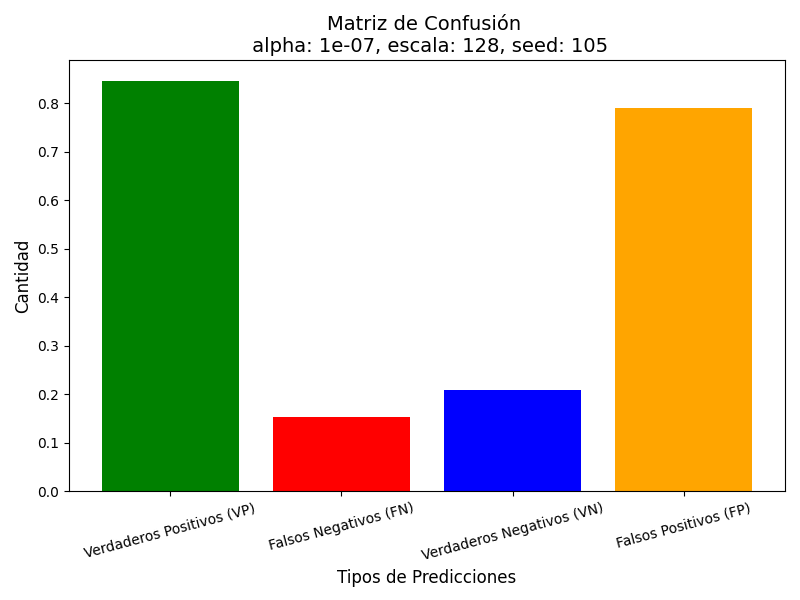 Matriz de Confusión
alpha: 1e-07, escala: 128, seed: 105
Cantidad
0.8
0.7
0.6
0.5
0.4
0.3
0.2
0.1
0.0
Verdaderos Positivos (VP)
Falsos Negativos (FN)
Verdaderos Negativos (VN)
Falsos Positivos (FP)
Tipos de Predicciones